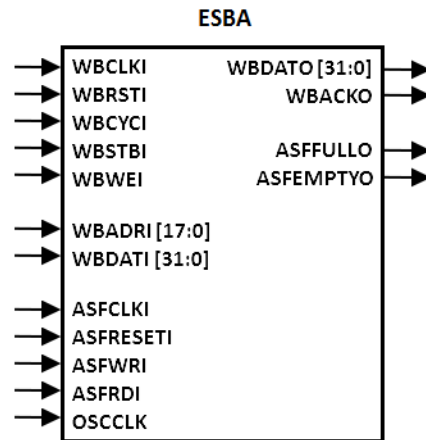 ESBA
WBCLKI
WBRSTI
WBCYCI
WBSTBI
WBWEI
WBADRI [17:0]
WBDATI [31:0]
ASFCLKI
ASFRESETI
ASFWRI
ASFRDI
OSCCLK
WBDATO [31:0]
WBACKO
ASFFULLO
ASFEMPTYO